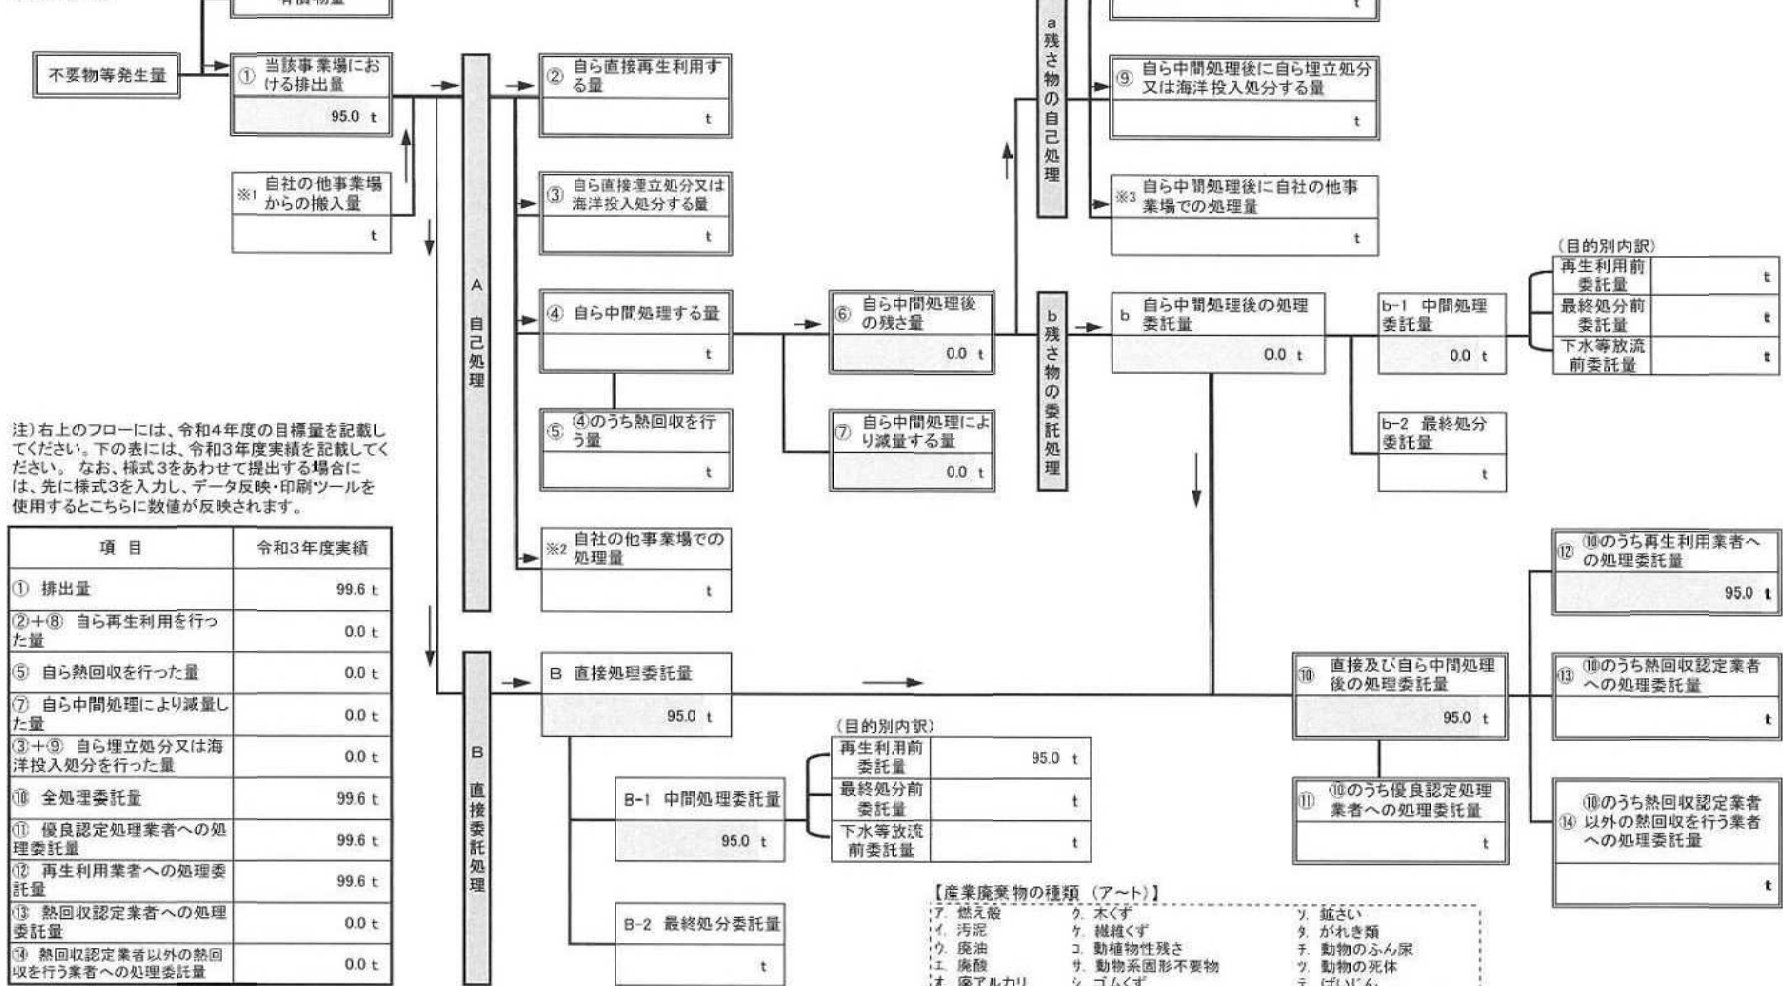 不要物等発生量
① 当該事業場にお
ける排出量
95.0 t
※1 自社の他事業場
からの搬入量
t
A 自己処理
② 自ら直接再生利用す
る量
t
③ 自ら直接埋立処分又は
海洋投入処分する量
t
④ 自ら中間処理する量
t
⑤ ④のうち熱回収を行
う量
t
※2 自社の他事業場での
処理量
t
⑥ 自ら中間処理後
の残さ量
0.0 t
⑦ 自ら中間処理によ
り減量する量
0.0 t
a 残さ物の自己処理
t
⑨ 自ら中間処理後に自ら埋立処分
又は海洋投入処分する量
t
※3 自ら中間処理後に自社の他事
業場での処理量
t
b 残さ物の委託処理
b 自ら中間処理後の処理
委託量
0.0 t
b-1 中間処理
委託量
0.0 t
(目的別内訳)
再生利用前
委託量
t
最終処分前
委託量
t
下水等放流
前委託量
t
b-2 最終処分
委託量
t
注)右上のフローには、令和4年度の目標量を記載し
てください。下の表には、令和3年度実績を記載してく
ださい。 なお、様式3をあわせて提出する場合に
は、先に様式3を入力し、データ反映・印刷ツールを
使用するとこちらに数値が反映されます。
項 目 令和3年度実績
① 排出量 99.6 t
②+⑧ 自ら再生利用を行っ
た量 0.0 t
⑤ 自ら熱回収を行った量 0.0 t
⑦ 自ら中間処理により減量し
た量 0.0 t
③+⑨ 自ら埋立処分又は海
洋投入処分を行った量 0.0 t
⑩ 全処理委託量 99.6 t
⑪ 優良認定処理業者への処
理委託量 99.6 t
⑫ 再生利用業者への処理委
託量 99.6 t
⑬ 熱回収認定業者への処理
委託量 0.0 t
⑭ 熱回収認定業者以外の熱回
収を行う業者への処理委託量 0.0 t
B 直接委託処理
B 直接処理委託量
95.0 t
B-1 中間処理委託量
95.0 t
(目的別内訳)
再生利用前
委託量
95.0 t
最終処分前
委託量
t
下水等放流
前委託量
t
B-2 最終処分委託量
t
⑩ 直接及び自ら中間処理
後の処理委託量
95.0 t
⑪ ⑩のうち優良認定処理
業者への処理委託量
t
⑫ ⑩のうち再生利用業者へ
の処理委託量
95.0 t
⑬ ⑩のうち熱回収認定業者
への処理委託量
t
⑭ ⑩のうち熱回収認定業者
以外の熱回収を行う業者
への処理委託量
t
【産業廃棄物の種類 (ア～ト)】
ア. 燃え殻 ク. 木くず ソ. 鉱さい
イ. 汚泥 ケ. 繊維くず タ. がれき類
ウ. 廃油 コ. 動植物性残さ チ. 動物のふん尿
エ. 廃酸 サ. 動物系固形不要物 ツ. 動物の死体
オ. 廃アルカリ シ. ゴムくず テ. ばいじん